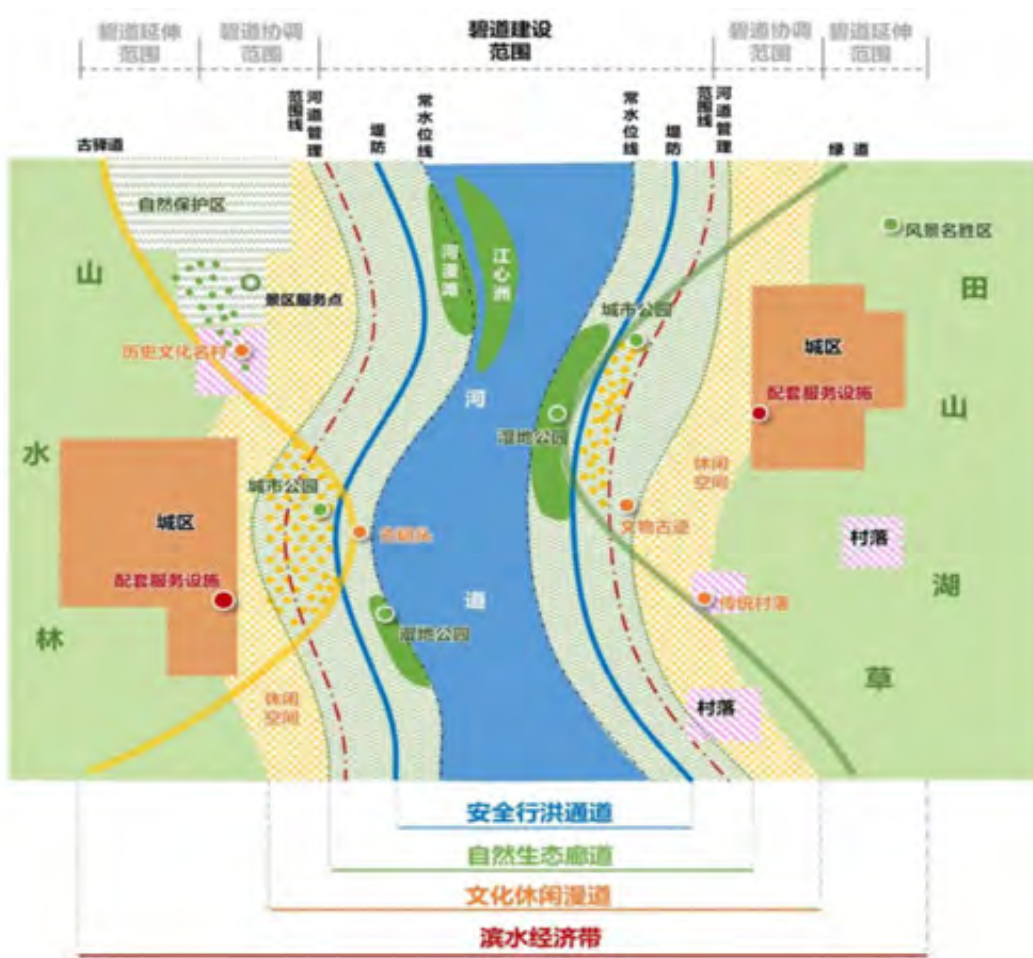 碧道延伸
范围
碧道协调
范围
碧道建设
范围
碧道协调
范围
碧道延伸
范围
古驿道
河道管理
范围线
堤防
常水位线
常水位线
堤防
河道管理
范围线
绿道
自然保护区
山
景区服务点
历史文化名村
河漫滩
江心洲
城市公园
风景名胜区
田
城区
配套服务设施
山
水
城区
城市公园
配套服务设施
林
河
道
湿地公园
湿地公园
休闲
空间
文物古迹
村落
传统村落
湖
草
村落
休闲
空间
安全行洪通道
自然生态廊道
文化休闲漫道
滨水经济带